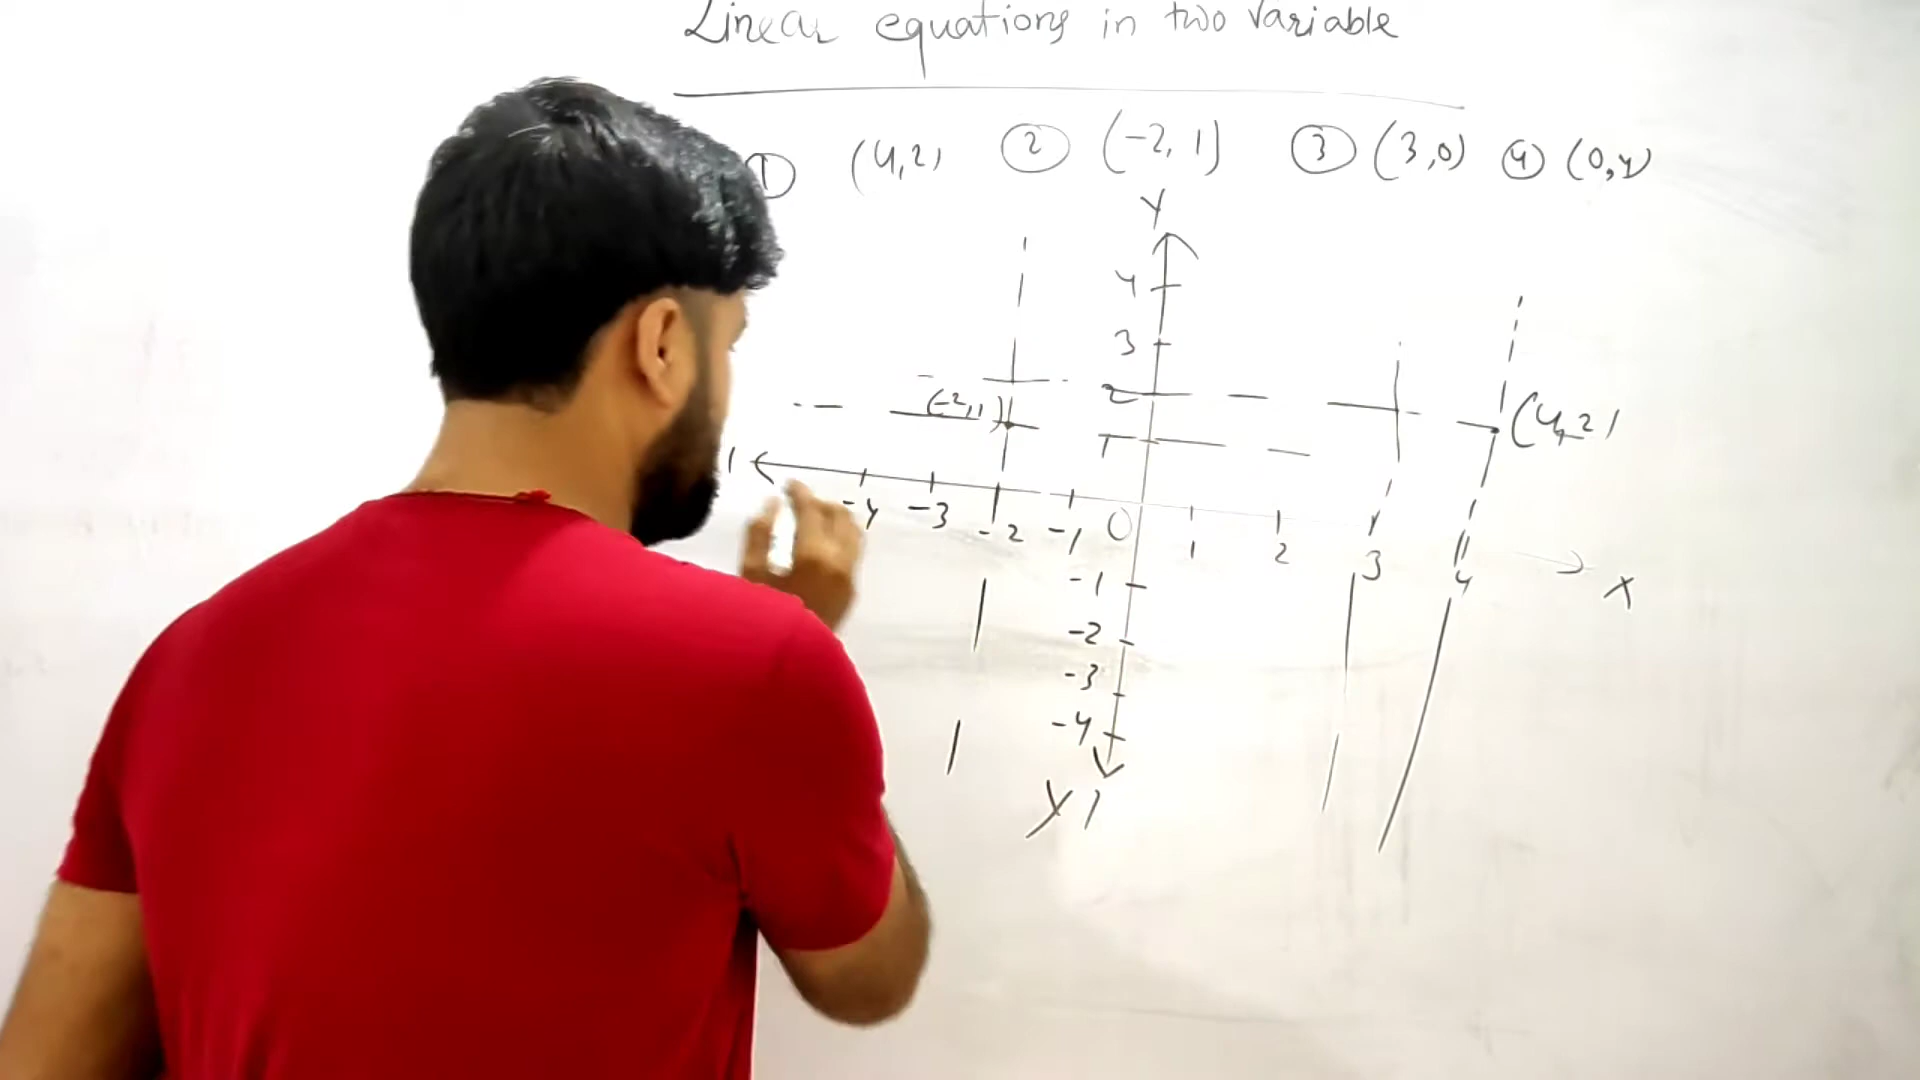 Linear equations in two variable
① (4,2) ② (-2, 1) ③ (3,0) ④ (0,4)
Y
4
3
2
(-2,1)
(4,2)
1
-4 -3 -2 -1 0 1 2 3 4
X
-1
-2
-3
-4
Y'